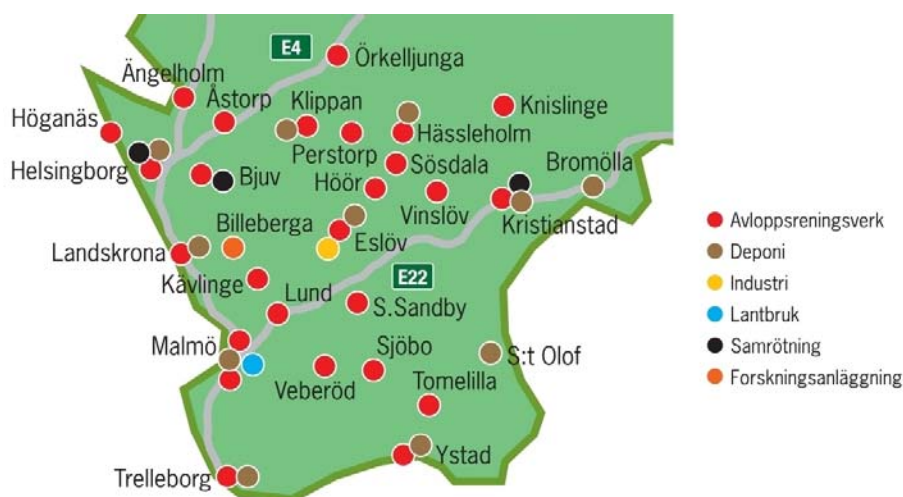 E4
Örkelljunga
Ängelholm
Åstorp
Klippan
Knislinge
Höganäs
Hässleholm
Perstorp
Sösdala
Bromölla
Helsingborg
Bjuv
Höör
Vinslöv
Kristianstad
Billeberga
Eslöv
Landskrona
E22
Kävlinge
Lund
S.Sandby
Malmö
Sjöbo
S:t Olof
Veberöd
Tomelilla
Ystad
Trelleborg
Avloppsreningsverk
Deponi
Industri
Lantbruk
Samrötning
Forskningsanläggning